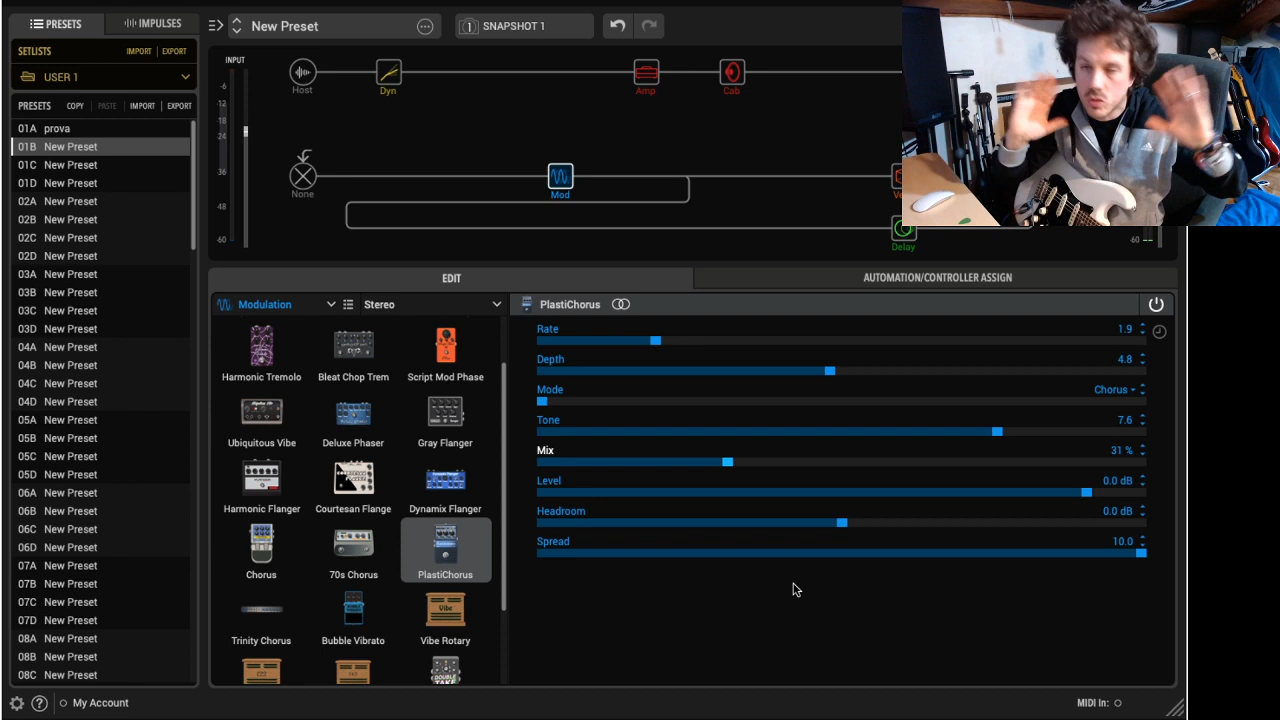 PRESETS
IMPULSES
New Preset
1
SNAPSHOT 1
SETLISTS
IMPORT
EXPORT
USER 1
PRESETS
COPY
PASTE
IMPORT
EXPORT
01A prova
01B New Preset
01C New Preset
01D New Preset
02A New Preset
02B New Preset
02C New Preset
02D New Preset
03A New Preset
03B New Preset
03C New Preset
03D New Preset
04A New Preset
04B New Preset
04C New Preset
04D New Preset
05A New Preset
05B New Preset
05C New Preset
05D New Preset
06A New Preset
06B New Preset
06C New Preset
06D New Preset
07A New Preset
07B New Preset
07C New Preset
07D New Preset
08A New Preset
08B New Preset
08C New Preset
INPUT
-6
-12
-18
-24
-36
-48
-60
Host
Dyn
Amp
Cab
None
Mod
Delay
-60
EDIT
AUTOMATION/CONTROLLER ASSIGN
Modulation
Stereo
PlastiChorus
Harmonic Tremolo
Bleat Chop Trem
Script Mod Phase
Ubiquitous Vibe
Deluxe Phaser
Gray Flanger
Harmonic Flanger
Courtesan Flange
Dynamix Flanger
Chorus
70s Chorus
PlastiChorus
Trinity Chorus
Bubble Vibrato
Vibe
Vibe Rotary
DOUBLE
TAKE
Rate 1.9
Depth 4.8
Mode Chorus
Tone 7.6
Mix 31 %
Level 0.0 dB
Headroom 0.0 dB
Spread 10.0
? My Account
MIDI In: